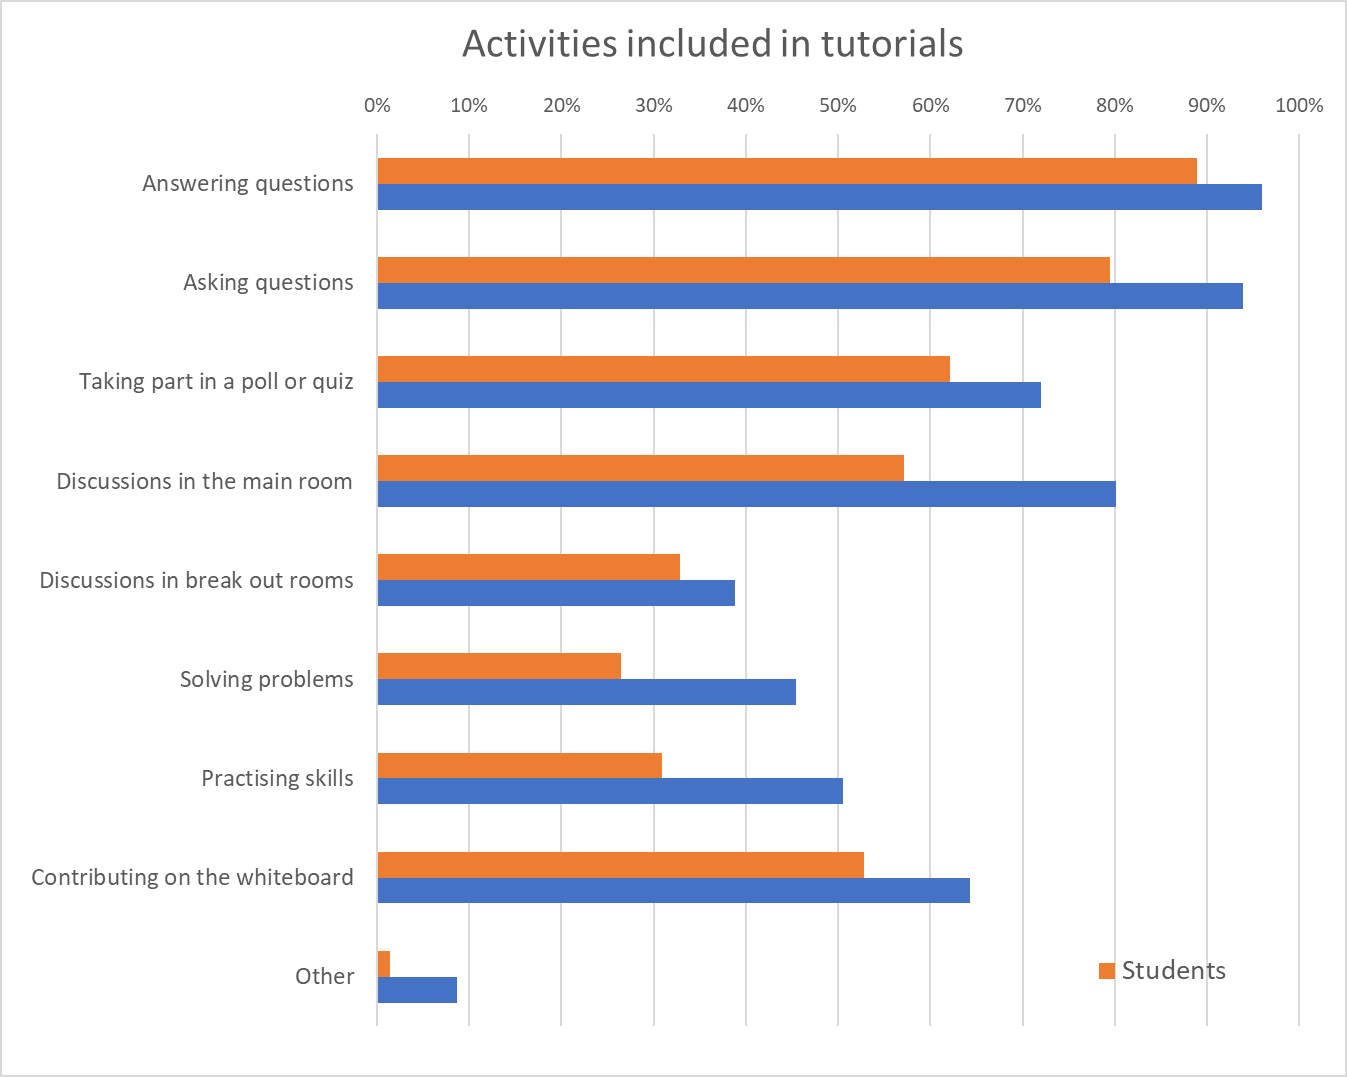 Activities included in tutorials
0% 10% 20% 30% 40% 50% 60% 70% 80% 90% 100%
Answering questions
Asking questions
Taking part in a poll or quiz
Discussions in the main room
Discussions in break out rooms
Solving problems
Practising skills
Contributing on the whiteboard
Other
Students